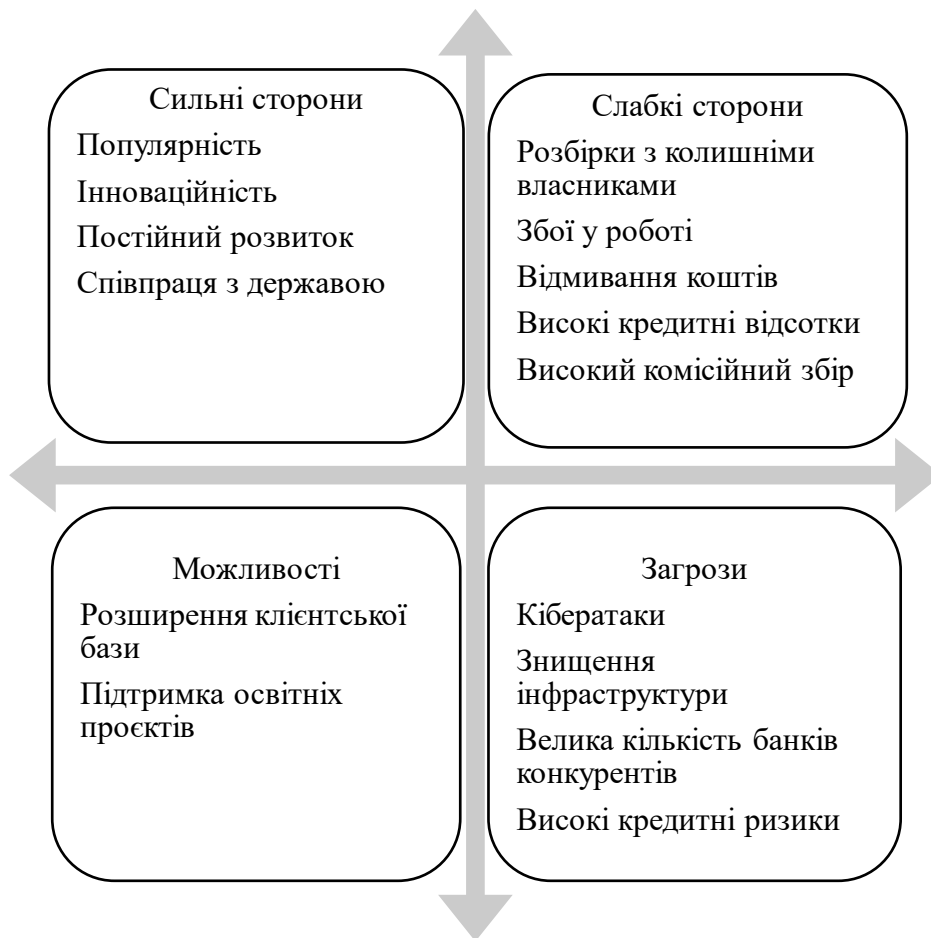 Сильні сторони
Популярність
Інноваційність
Постійний розвиток
Співпраця з державою
Слабкі сторони
Розбірки з колишніми
власниками
Збої у роботі
Відмивання коштів
Високі кредитні відсотки
Високий комісійний збір
Можливості
Розширення клієнтської
бази
Підтримка освітніх
проєктів
Загрози
Кібератаки
Знищення
інфраструктури
Велика кількість банків
конкурентів
Високі кредитні ризики